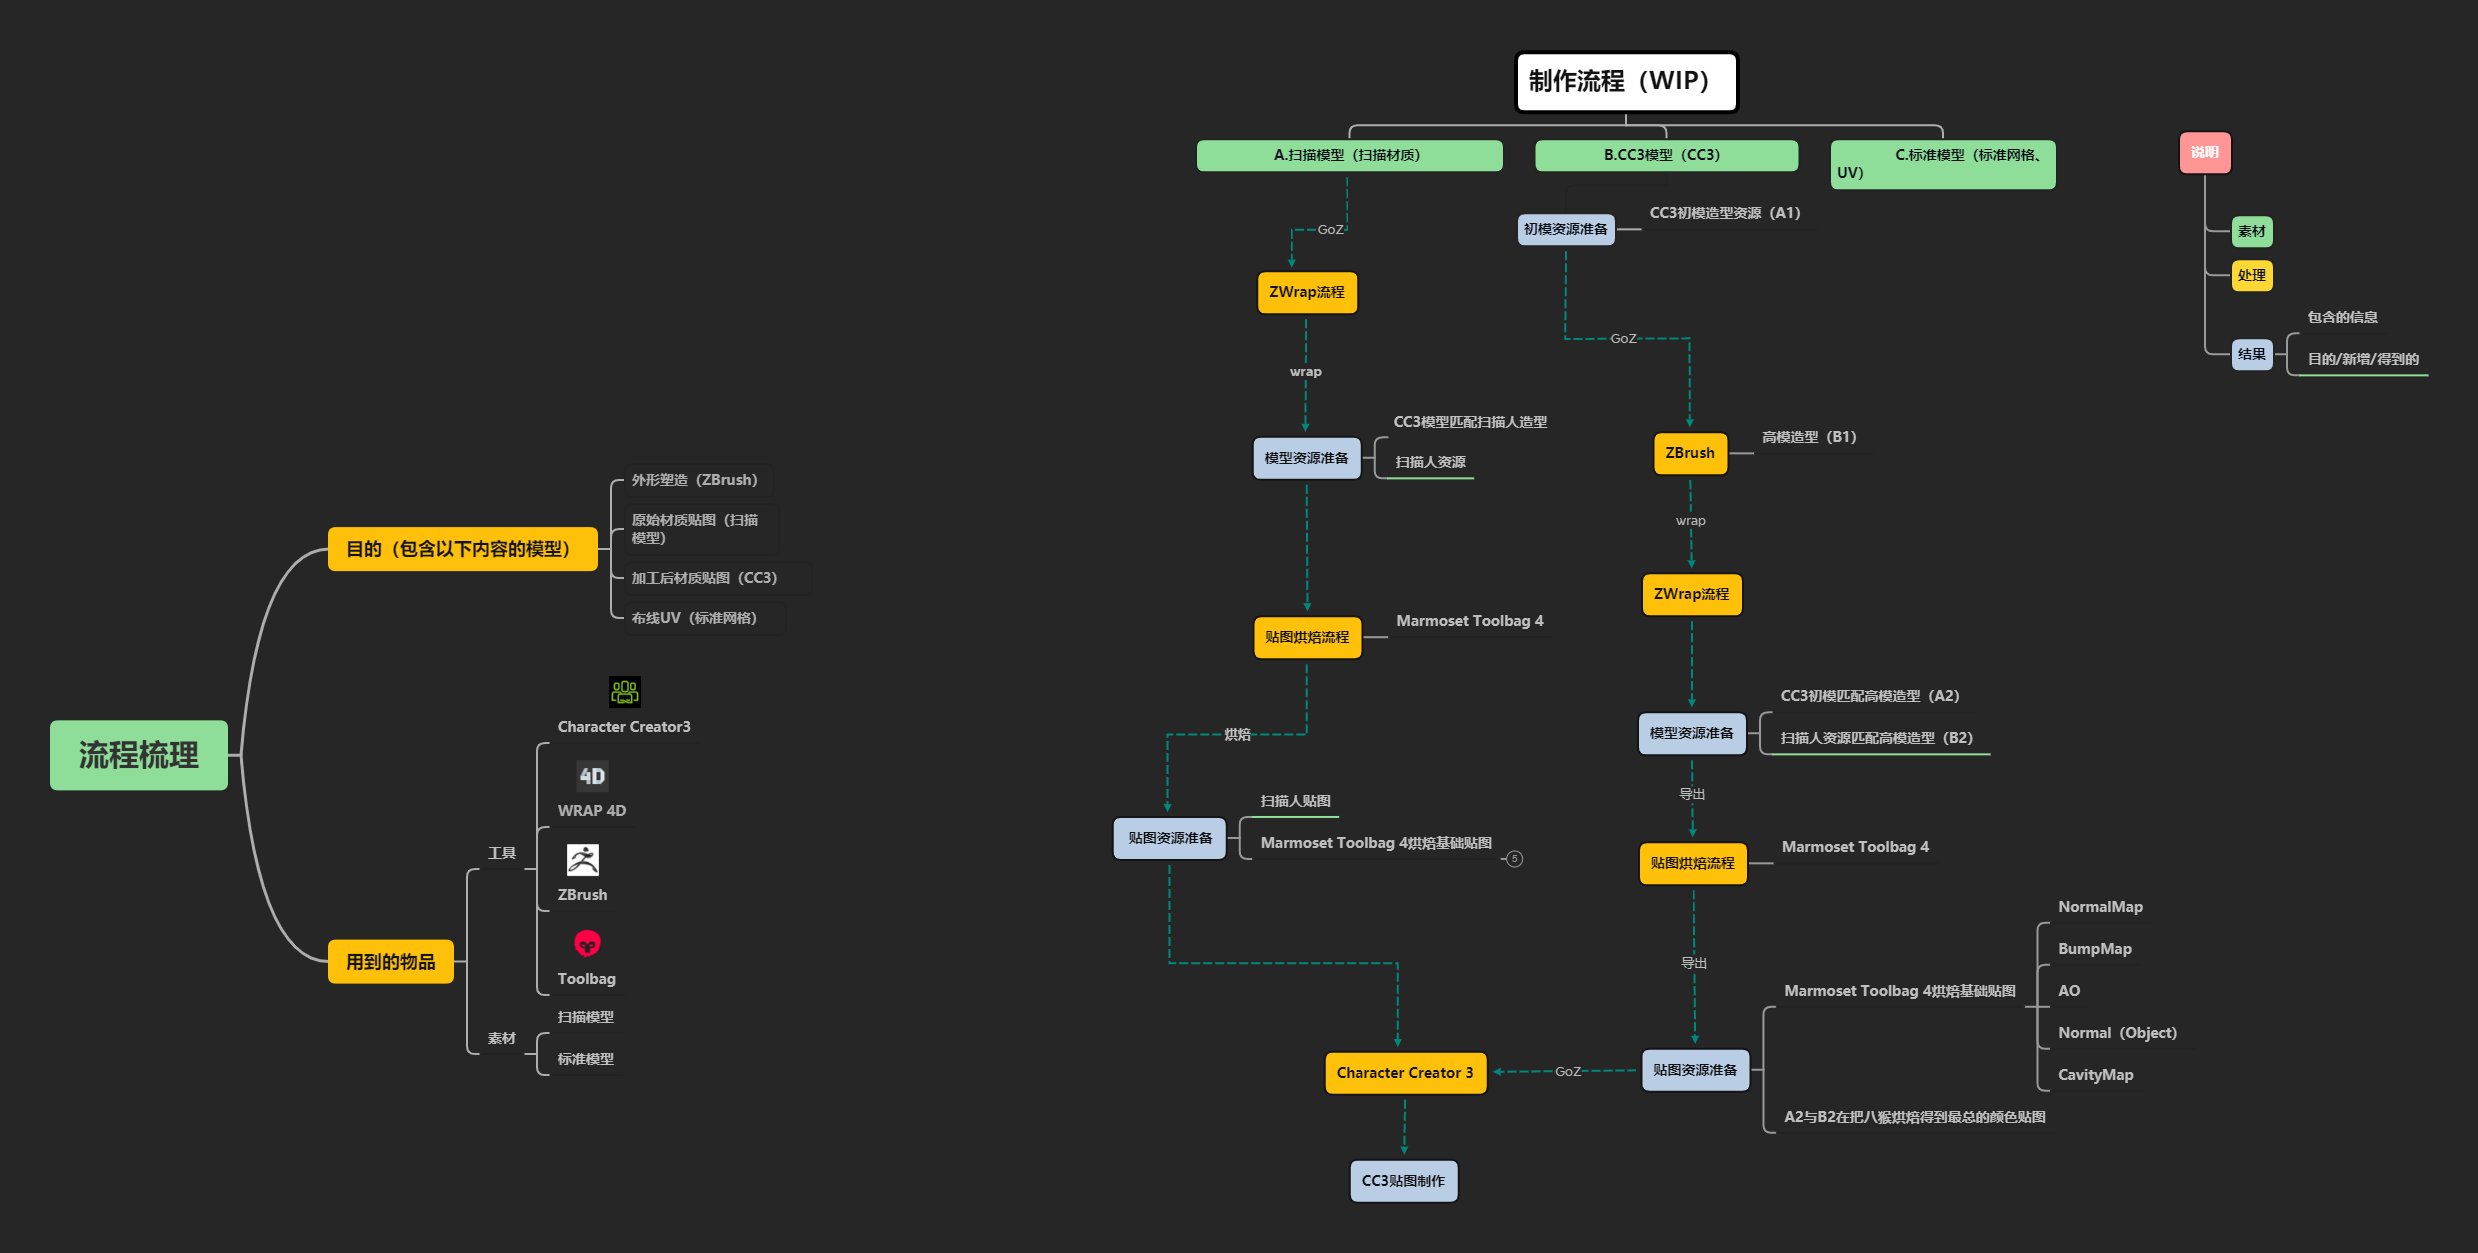 流程梳理
目的（包含以下内容的模型）
外形塑造（ZBrush）
原始材质贴图（扫描
模型）
加工后材质贴图（CC3）
布线UV（标准网格）
用到的物品
工具
Character Creator3
4D
WRAP 4D
ZBrush
Toolbag
素材
扫描模型
标准模型
制作流程（WIP）
A.扫描模型（扫描材质）
GoZ
ZWrap流程
wrap
模型资源准备
CC3模型匹配扫描人造型
扫描人资源
贴图烘焙流程
Marmoset Toolbag 4
烘焙
贴图资源准备
扫描人贴图
Marmoset Toolbag 4烘焙基础贴图
5
Character Creator 3
CC3贴图制作
B.CC3模型（CC3）
初模资源准备
CC3初模造型资源（A1）
GoZ
ZBrush
高模造型（B1）
wrap
ZWrap流程
模型资源准备
CC3初模匹配高模造型（A2）
扫描人资源匹配高模造型（B2）
导出
贴图烘焙流程
Marmoset Toolbag 4
导出
贴图资源准备
Marmoset Toolbag 4烘焙基础贴图
NormalMap
BumpMap
AO
Normal（Object）
CavityMap
A2与B2在把八猴烘焙得到最总的颜色贴图
GoZ
C.标准模型（标准网格、
UV）
说明
素材
处理
结果
包含的信息
目的/新增/得到的